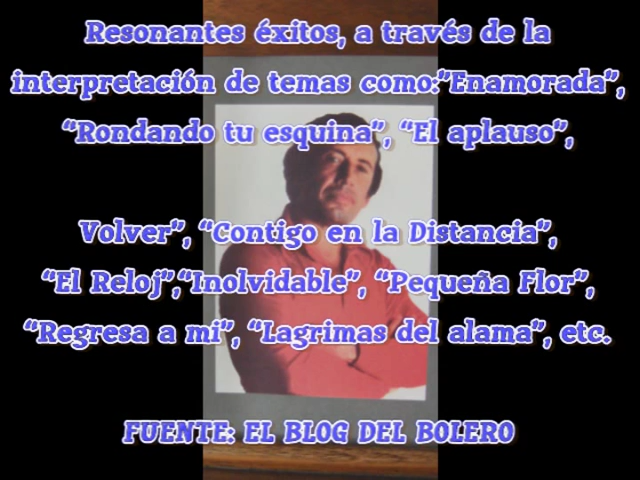 Resonantes éxitos, a través de la
interpretación de temas como:"Enamorada",
"Rondando tu esquina", "El aplauso",
Volver", "Contigo en la Distancia",
"El Reloj","Inolvidable", "Pequeña Flor",
"Regresa a mi", "Lagrimas del alama", etc.
FUENTE: EL BLOG DEL BOLERO